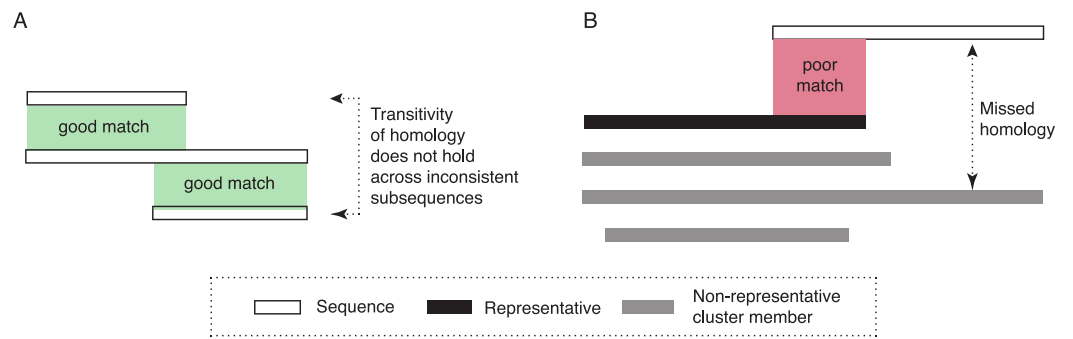 A
good match
good match
Transitivity
of homology
does not hold
across inconsistent
subsequences
B
poor
match
Missed
homology
Sequence
Representative
Non-representative
cluster member